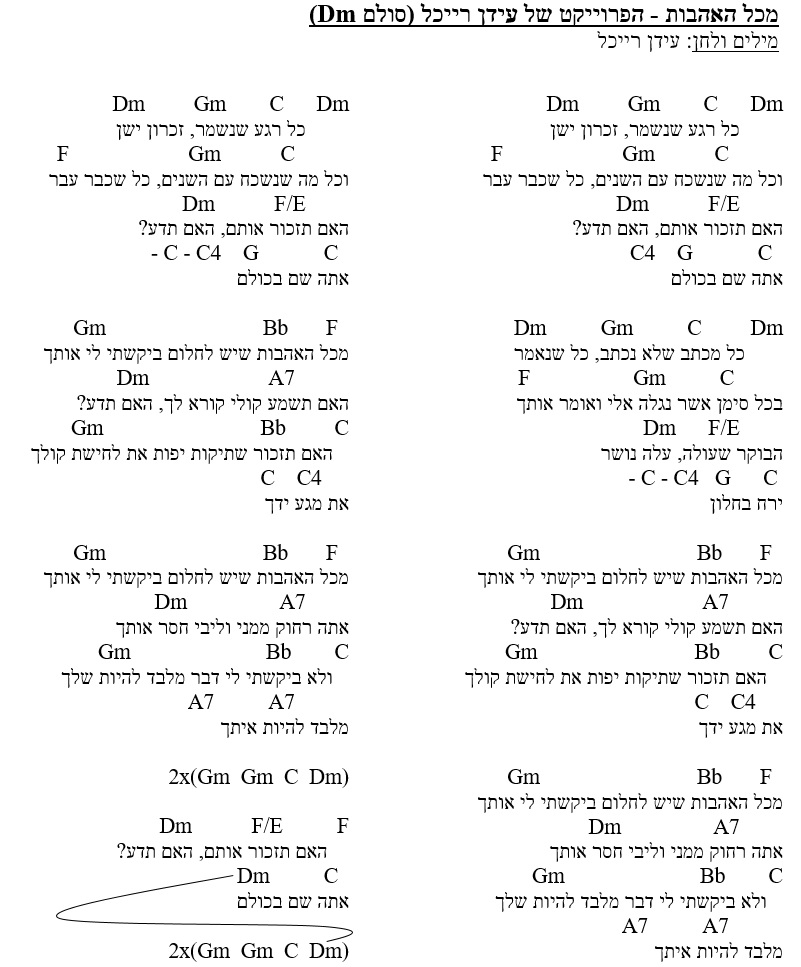 מכל האהבות - הפרוייקט של עידן רייכל (סולם Dm)
מילים ולחן: עידן רייכל
Dm Gm C Dm
כל רגע שנשמר, זכרון ישן
F Gm C
וכל מה שנשכח עם השנים, כל שכבר עבר
Dm F/E
האם תזכור אותם, האם תדע?
C4 G C
אתה שם בכולם
Dm Gm C Dm
כל מכתב שלא נכתב, כל שנאמר
F Gm C
בכל סימן אשר נגלה אלי ואומר אותך
Dm F/E
הבוקר שעולה, עלה נושר
- C - C4 G C
ירח בחלון
Gm Bb F
מכל האהבות שיש לחלום ביקשתי לי אותך
Dm A7
האם תשמע קולי קורא לך, האם תדע?
Gm Bb C
האם תזכור שתיקות יפות את לחישת קולך
C C4
את מגע ידך
Gm Bb F
מכל האהבות שיש לחלום ביקשתי לי אותך
Dm A7
אתה רחוק ממני וליבי חסר אותך
Gm Bb C
ולא ביקשתי לי דבר מלבד להיות שלך
A7 A7
מלבד להיות איתך
Dm Gm C Dm
כל רגע שנשמר, זכרון ישן
F Gm C
וכל מה שנשכח עם השנים, כל שכבר עבר
Dm F/E
האם תזכור אותם, האם תדע?
- C - C4 G C
אתה שם בכולם
Gm Bb F
מכל האהבות שיש לחלום ביקשתי לי אותך
Dm A7
האם תשמע קולי קורא לך, האם תדע?
Gm Bb C
האם תזכור שתיקות יפות את לחישת קולך
C C4
את מגע ידך
Gm Bb F
מכל האהבות שיש לחלום ביקשתי לי אותך
Dm A7
אתה רחוק ממני וליבי חסר אותך
Gm Bb C
ולא ביקשתי לי דבר מלבד להיות שלך
A7 A7
מלבד להיות איתך
2x(Gm Gm C Dm)
Dm F/E F
האם תזכור אותם, האם תדע?
Dm C
אתה שם בכולם
2x(Gm Gm C Dm)